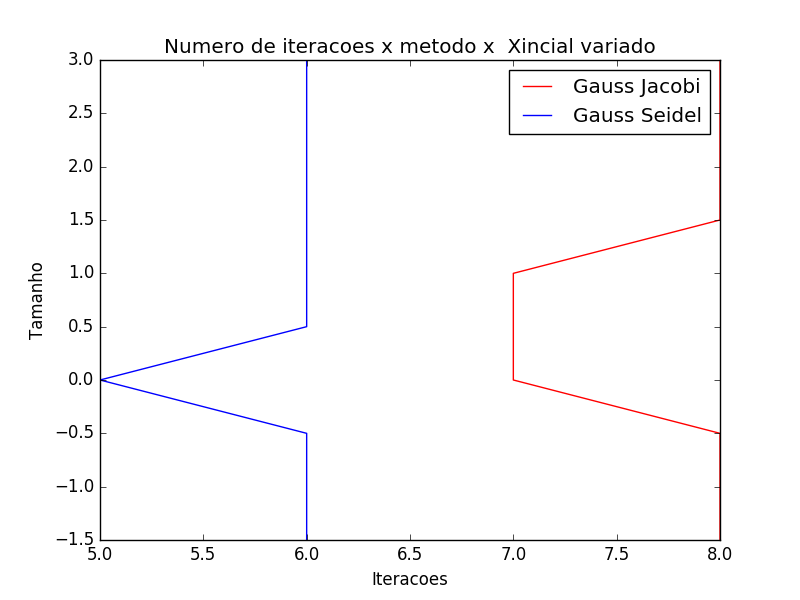 Numero de iteracoes x metodo x  Xincial variado
Gauss Jacobi
Gauss Seidel
Tamanho
3.0
2.5
2.0
1.5
1.0
0.5
0.0
−0.5
−1.0
−1.5
5.0 5.5 6.0 6.5 7.0 7.5 8.0
Iteracoes